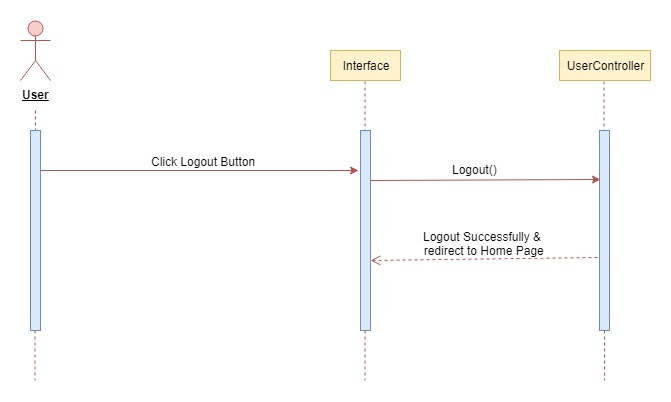 User
Interface
UserController
Click Logout Button
Logout()
Logout Successfully &
redirect to Home Page